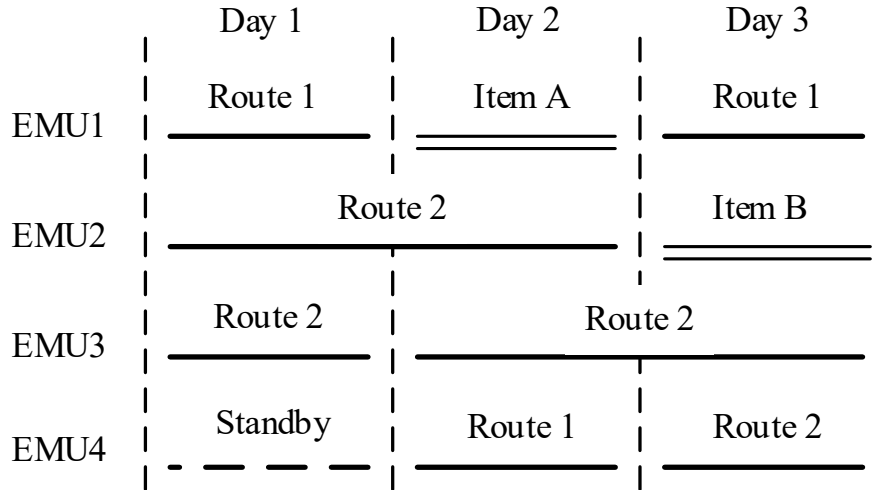 Day 1 Day 2 Day 3
EMU1 Route 1 Item A Route 1
EMU2 Route 2 Item B
EMU3 Route 2 Route 2
EMU4 Standby Route 1 Route 2